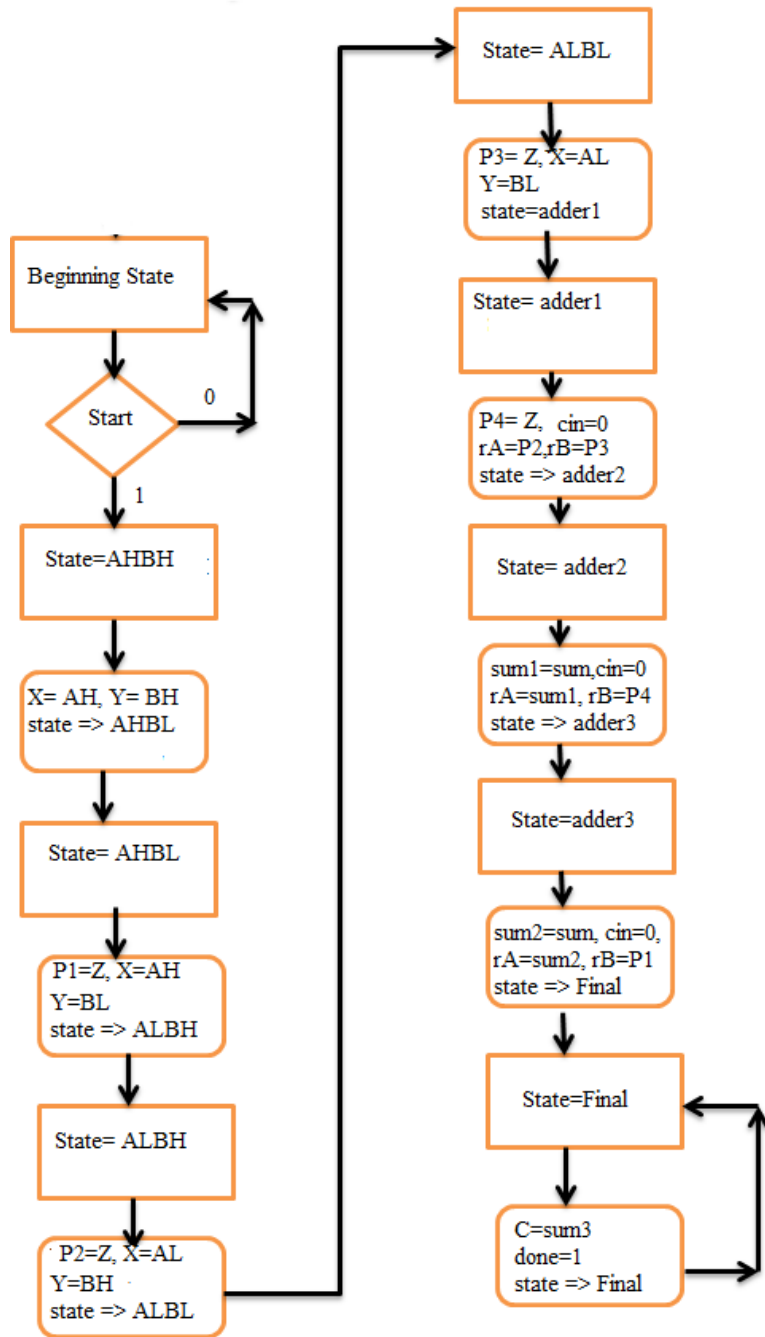 Beginning State
Start
0
1
State=AHBH
X= AH, Y= BH
state => AHBL
State= AHBL
P1=Z, X=AH
Y=BL
state => ALBH
State= ALBH
P2=Z, X=AL
Y=BH
state => ALBL
State= ALBL
P3= Z, X=AL
Y=BL
state=adder1
State= adder1
P4= Z, cin=0
rA=P2,rB=P3
state => adder2
State= adder2
sum1=sum,cin=0
rA=sum1, rB=P4
state => adder3
State=adder3
sum2=sum, cin=0,
rA=sum2, rB=P1
state => Final
State=Final
C=sum3
done=1
state => Final